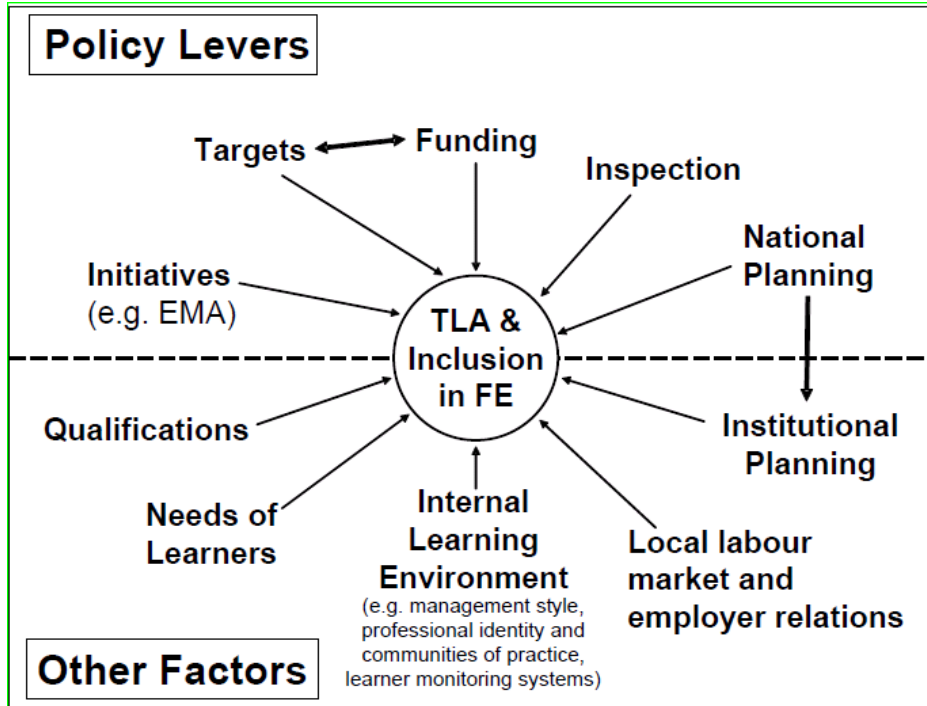 Policy Levers
Targets
Funding
Inspection
National
Planning
Initiatives
(e.g. EMA)
TLA &
Inclusion
in FE
Qualifications
Institutional
Planning
Needs of
Learners
Internal
Learning
Environment
(e.g. management style,
professional identity and
communities of practice,
learner monitoring systems)
Local labour
market and
employer relations
Other Factors